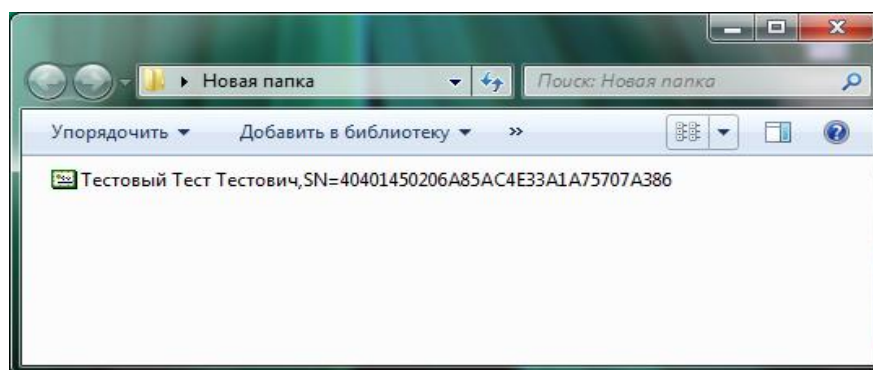 Новая папка
Поиск: Новая папка
Упорядочить
Добавить в библиотеку
»
Тестовый Тест Тестович,SN=40401450206A85AC4E33A1A75707A386